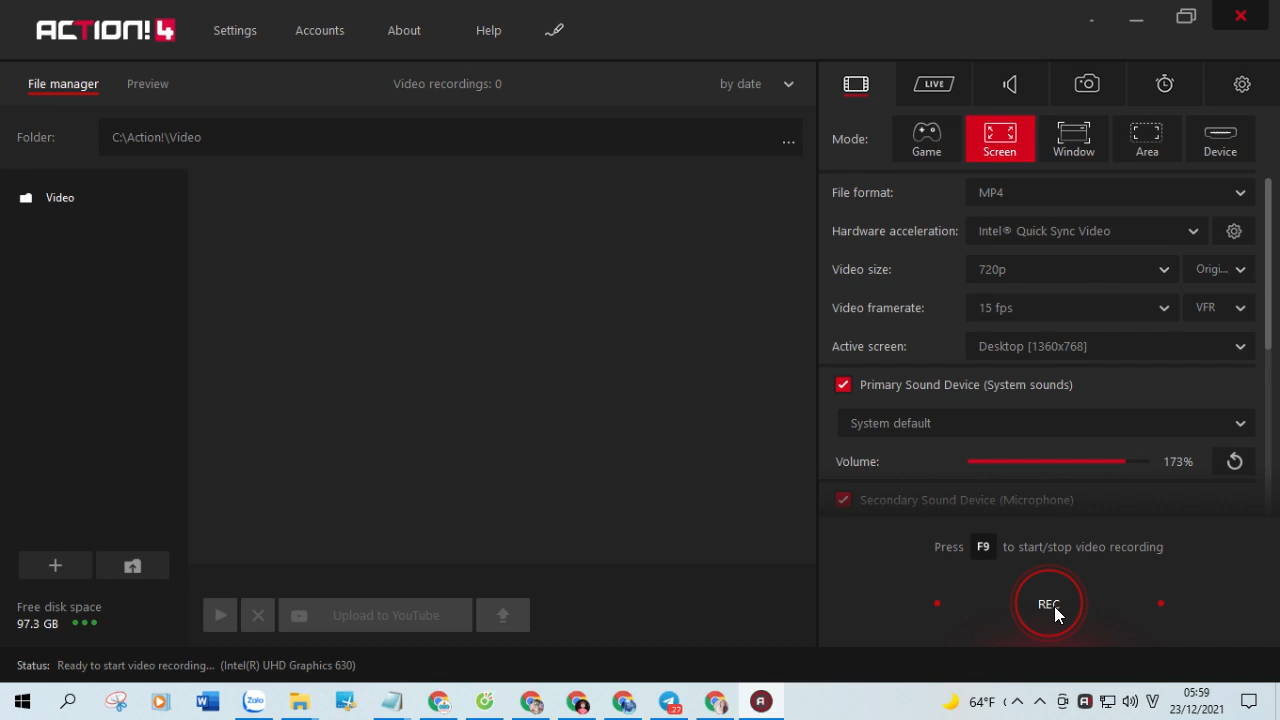 ACTION! 4
Settings
Accounts
About
Help
File manager
Preview
Video recordings: 0
by date
LIVE
Folder:
C:\Action!\Video
...
Mode:
Game
Screen
Window
Area
Device
Video
File format:
MP4
Hardware acceleration:
Intel® Quick Sync Video
Video size:
720p
Origi...
Video framerate:
15 fps
VFR
Active screen:
Desktop [1360x768]
Primary Sound Device (System sounds)
System default
Volume:
173%
Secondary Sound Device (Microphone)
Press F9 to start/stop video recording
REC
Free disk space
97.3 GB
Upload to YouTube
Status: Ready to start video recording... (Intel(R) UHD Graphics 630)
Zalo
27
64°F
05:59
23/12/2021